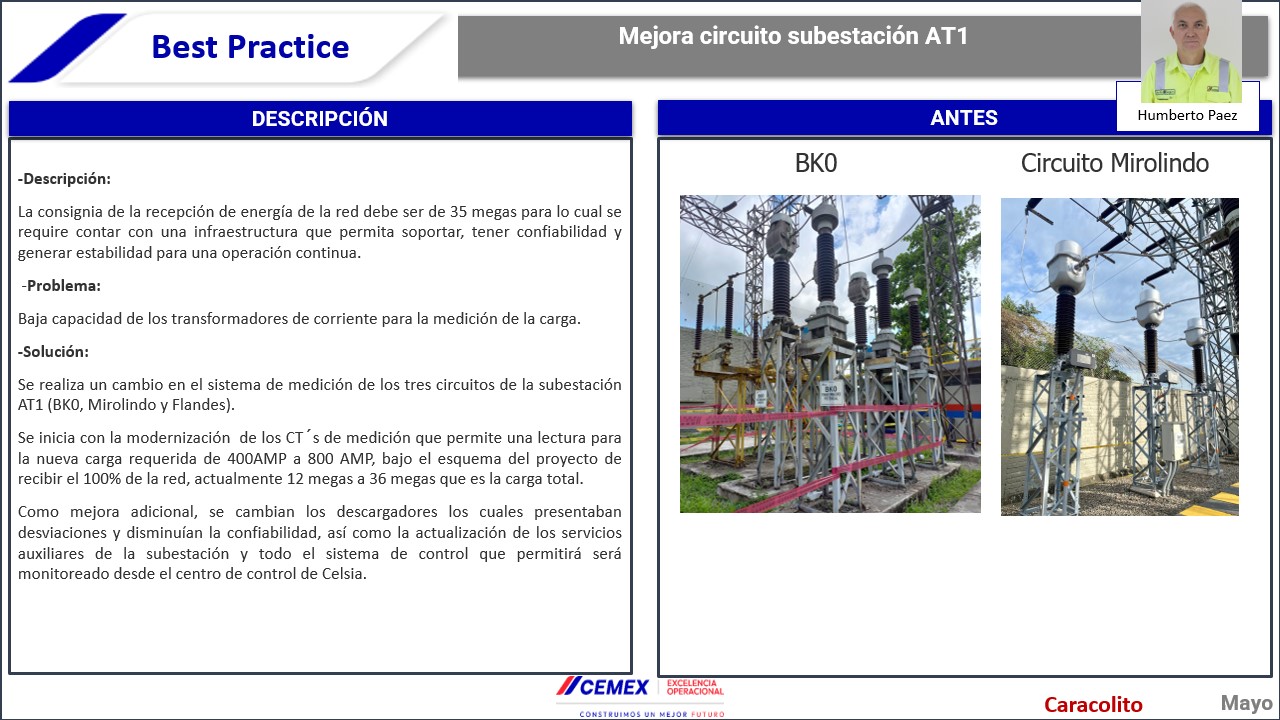 Best Practice
Mejora circuito subestación AT1
Humberto Paez
DESCRIPCIÓN
-Descripción:
La consignia de la recepción de energía de la red debe ser de 35 megas para lo cual se
require contar con una infraestructura que permita soportar, tener confiabilidad y
generar estabilidad para una operación continua.
-Problema:
Baja capacidad de los transformadores de corriente para la medición de la carga.
-Solución:
Se realiza un cambio en el sistema de medición de los tres circuitos de la subestación
AT1 (BK0, Mirolindo y Flandes).
Se inicia con la modernización de los CT´s de medición que permite una lectura para
la nueva carga requerida de 400AMP a 800 AMP, bajo el esquema del proyecto de
recibir el 100% de la red, actualmente 12 megas a 36 megas que es la carga total.
Como mejora adicional, se cambian los descargadores los cuales presentaban
desviaciones y disminuían la confiabilidad, así como la actualización de los servicios
auxiliares de la subestación y todo el sistema de control que permitirá será
monitoreado desde el centro de control de Celsia.
ANTES
BK0
Circuito Mirolindo
BK0
CEMEX
EXCELENCIA
OPERACIONAL
CONSTRUIMOS UN MEJOR FUTURO
Caracolito
Mayo